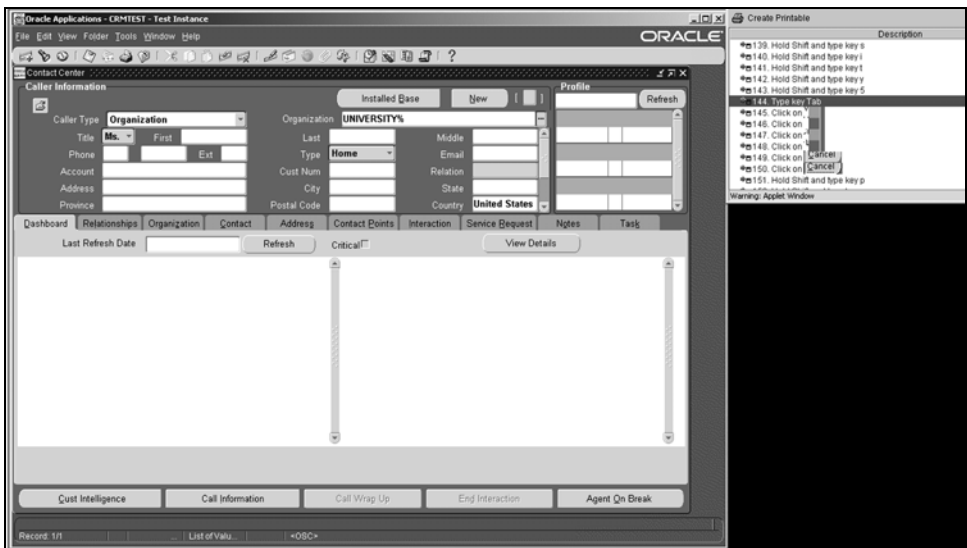 Oracle Applications - CRMTEST - Test Instance
File Edit View Folder Tools Window Help
ORACLE
Contact Center
Caller Information
Installed Base New [ ]
Profile
Refresh
Caller Type Organization Organization UNIVERSITY%
Title Ms. First Last Middle
Phone Ext Type Home Email
Account Cust Num Relation
Address City State
Province Postal Code Country United States
Dashboard Relationships Organization Contact Address Contact Points Interaction Service Request Notes Task
Last Refresh Date Refresh Critical View Details
Cust Intelligence Call Information Call Wrap Up End Interaction Agent On Break
Record: 1/1 ... List of Valu... <OSC>
Create Printable
Description
139. Hold Shift and type key s
140. Hold Shift and type key i
141. Hold Shift and type key t
142. Hold Shift and type key y
143. Hold Shift and type key 5
144. Type key Tab
145. Click on
146. Click on
147. Click on
148. Click on
149. Click on Cancel
150. Click on Cancel
151. Hold Shift and type key p
Warning: Applet Window